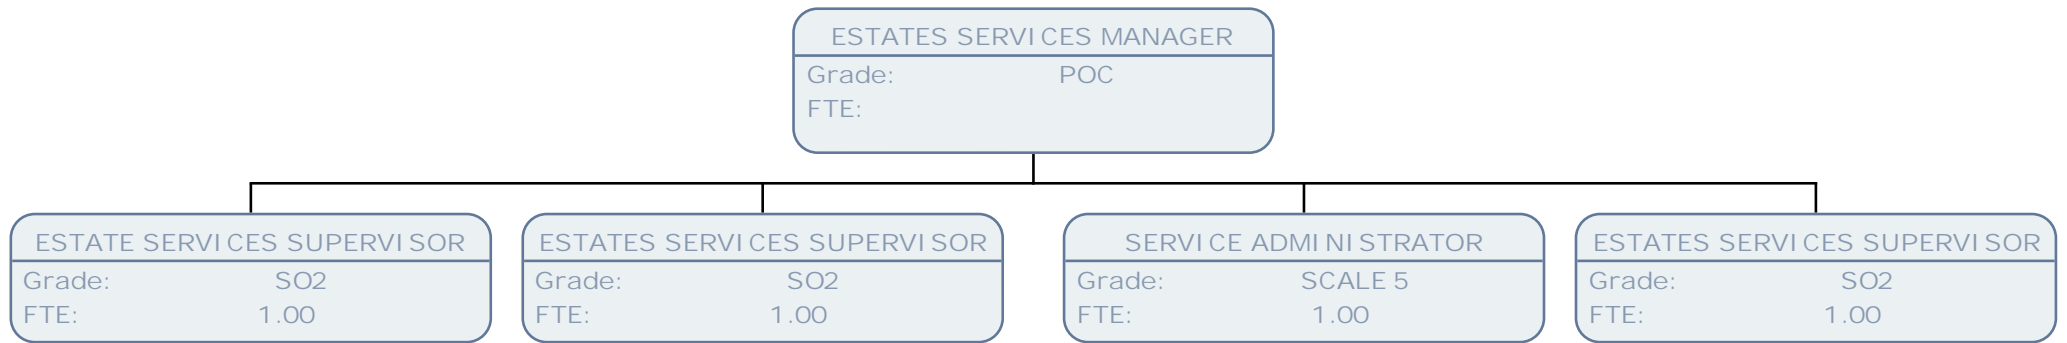 ESTATES SERVICES MANAGER
Grade: POC
FTE:
ESTATE SERVICES SUPERVISOR
Grade: SO2
FTE: 1.00
ESTATES SERVICES SUPERVISOR
Grade: SO2
FTE: 1.00
SERVICE ADMINISTRATOR
Grade: SCALE 5
FTE: 1.00
ESTATES SERVICES SUPERVISOR
Grade: SO2
FTE: 1.00